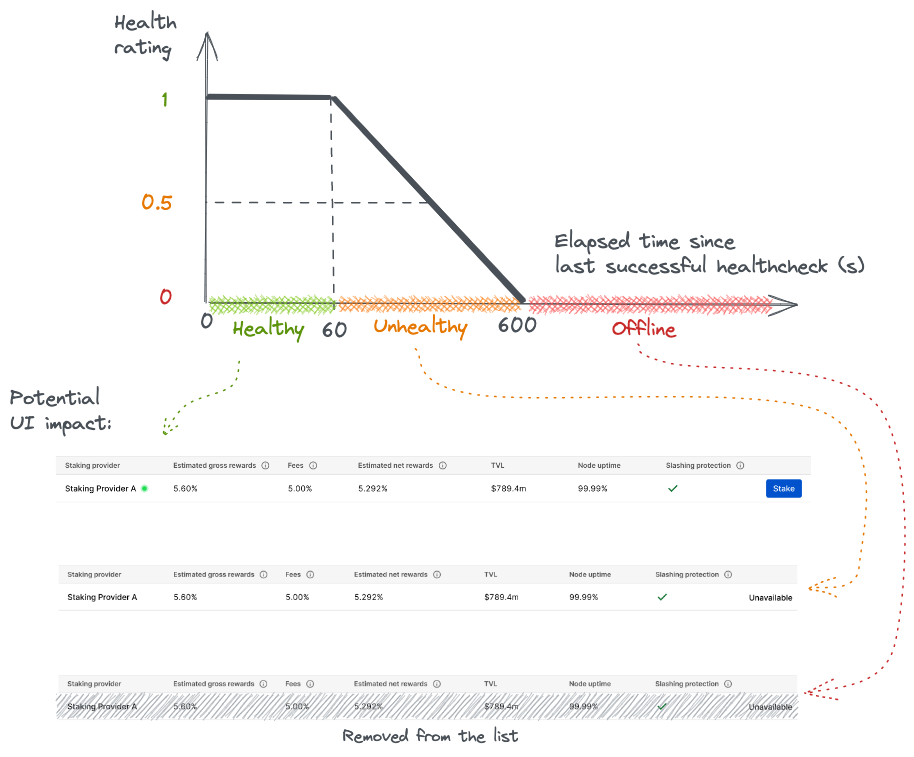 Health
rating
1
0.5
0
Elapsed time since
last successful healthcheck (s)
0
Healthy
60
Unhealthy
600
Offline
Potential
UI impact:
Staking provider Estimated gross rewards Fees Estimated net rewards TVL Node uptime Slashing protection
Staking Provider A 5.60% 5.00% 5.292% $789.4m 99.99% Stake
Staking provider Estimated gross rewards Fees Estimated net rewards TVL Node uptime Slashing protection
Staking Provider A 5.60% 5.00% 5.292% $789.4m 99.99% Unavailable
Staking provider Estimated gross rewards Fees Estimated net rewards TVL Node uptime Slashing protection
Staking Provider A 5.60% 5.00% 5.292% $789.4m 99.99% Unavailable
Removed from the list